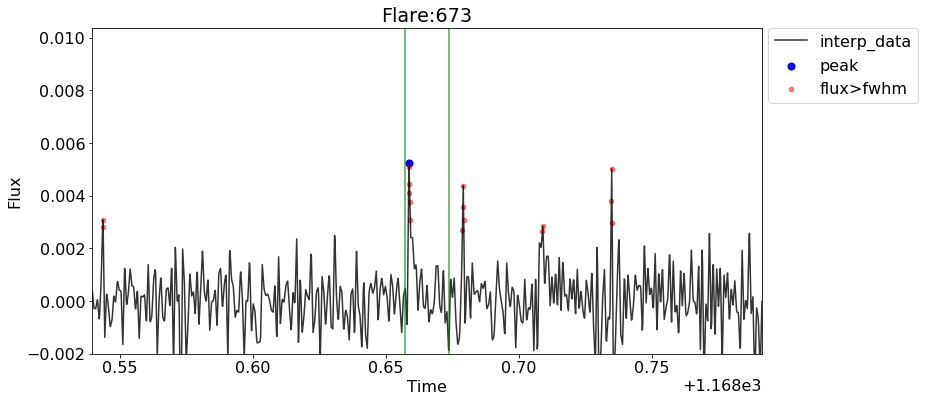 Flare:673
interp_data
peak
flux>fwhm
Flux
0.010
0.008
0.006
0.004
0.002
0.000
−0.002
0.55
0.60
0.65
0.70
0.75
Time
+1.168e3